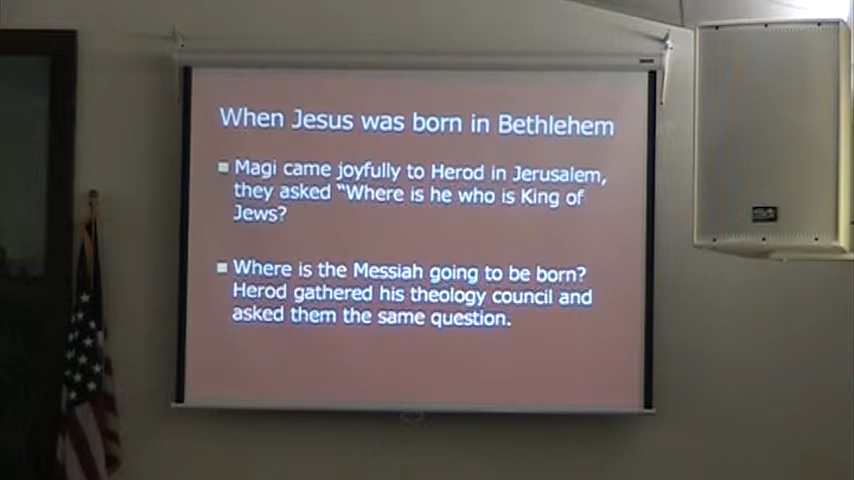 When Jesus was born in Bethlehem
Magi came joyfully to Herod in Jerusalem,
they asked “Where is he who is King of
Jews?
Where is the Messiah going to be born?
Herod gathered his theology council and
asked them the same question.